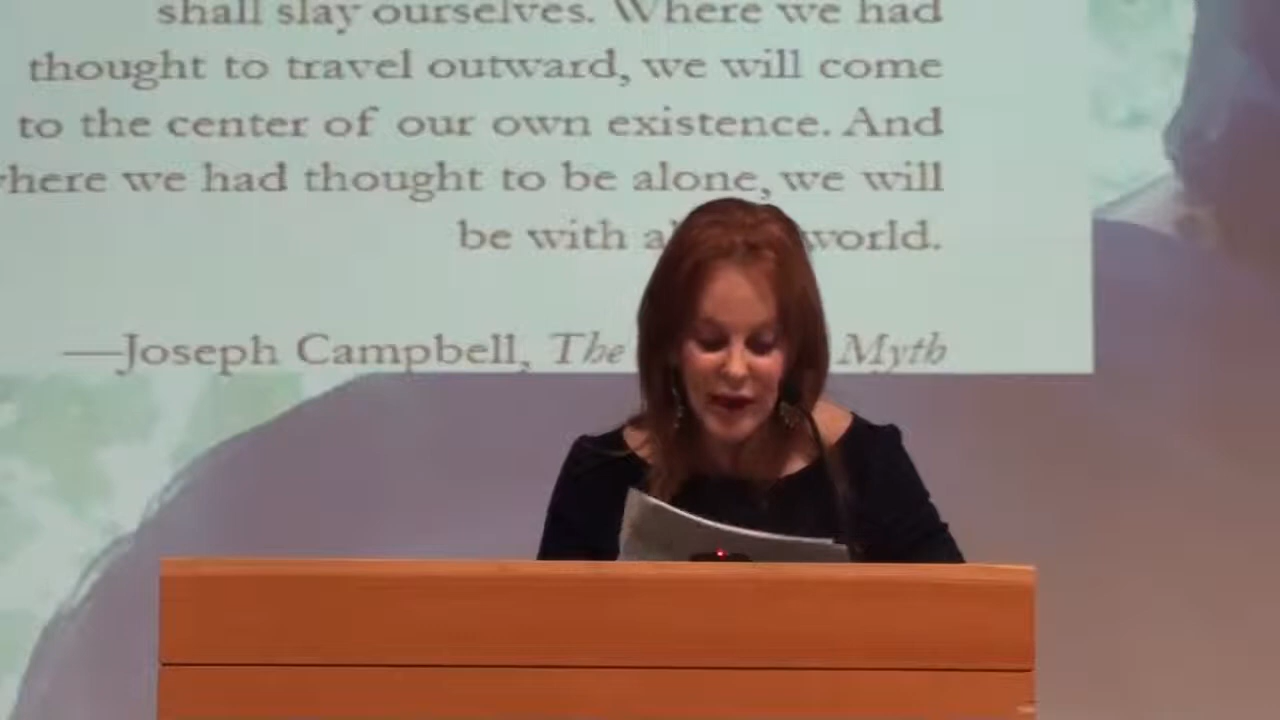 shall slay ourselves. Where we had
thought to travel outward, we will come
to the center of our own existence. And
here we had thought to be alone, we will
be with a world.
—Joseph Campbell, The Myth